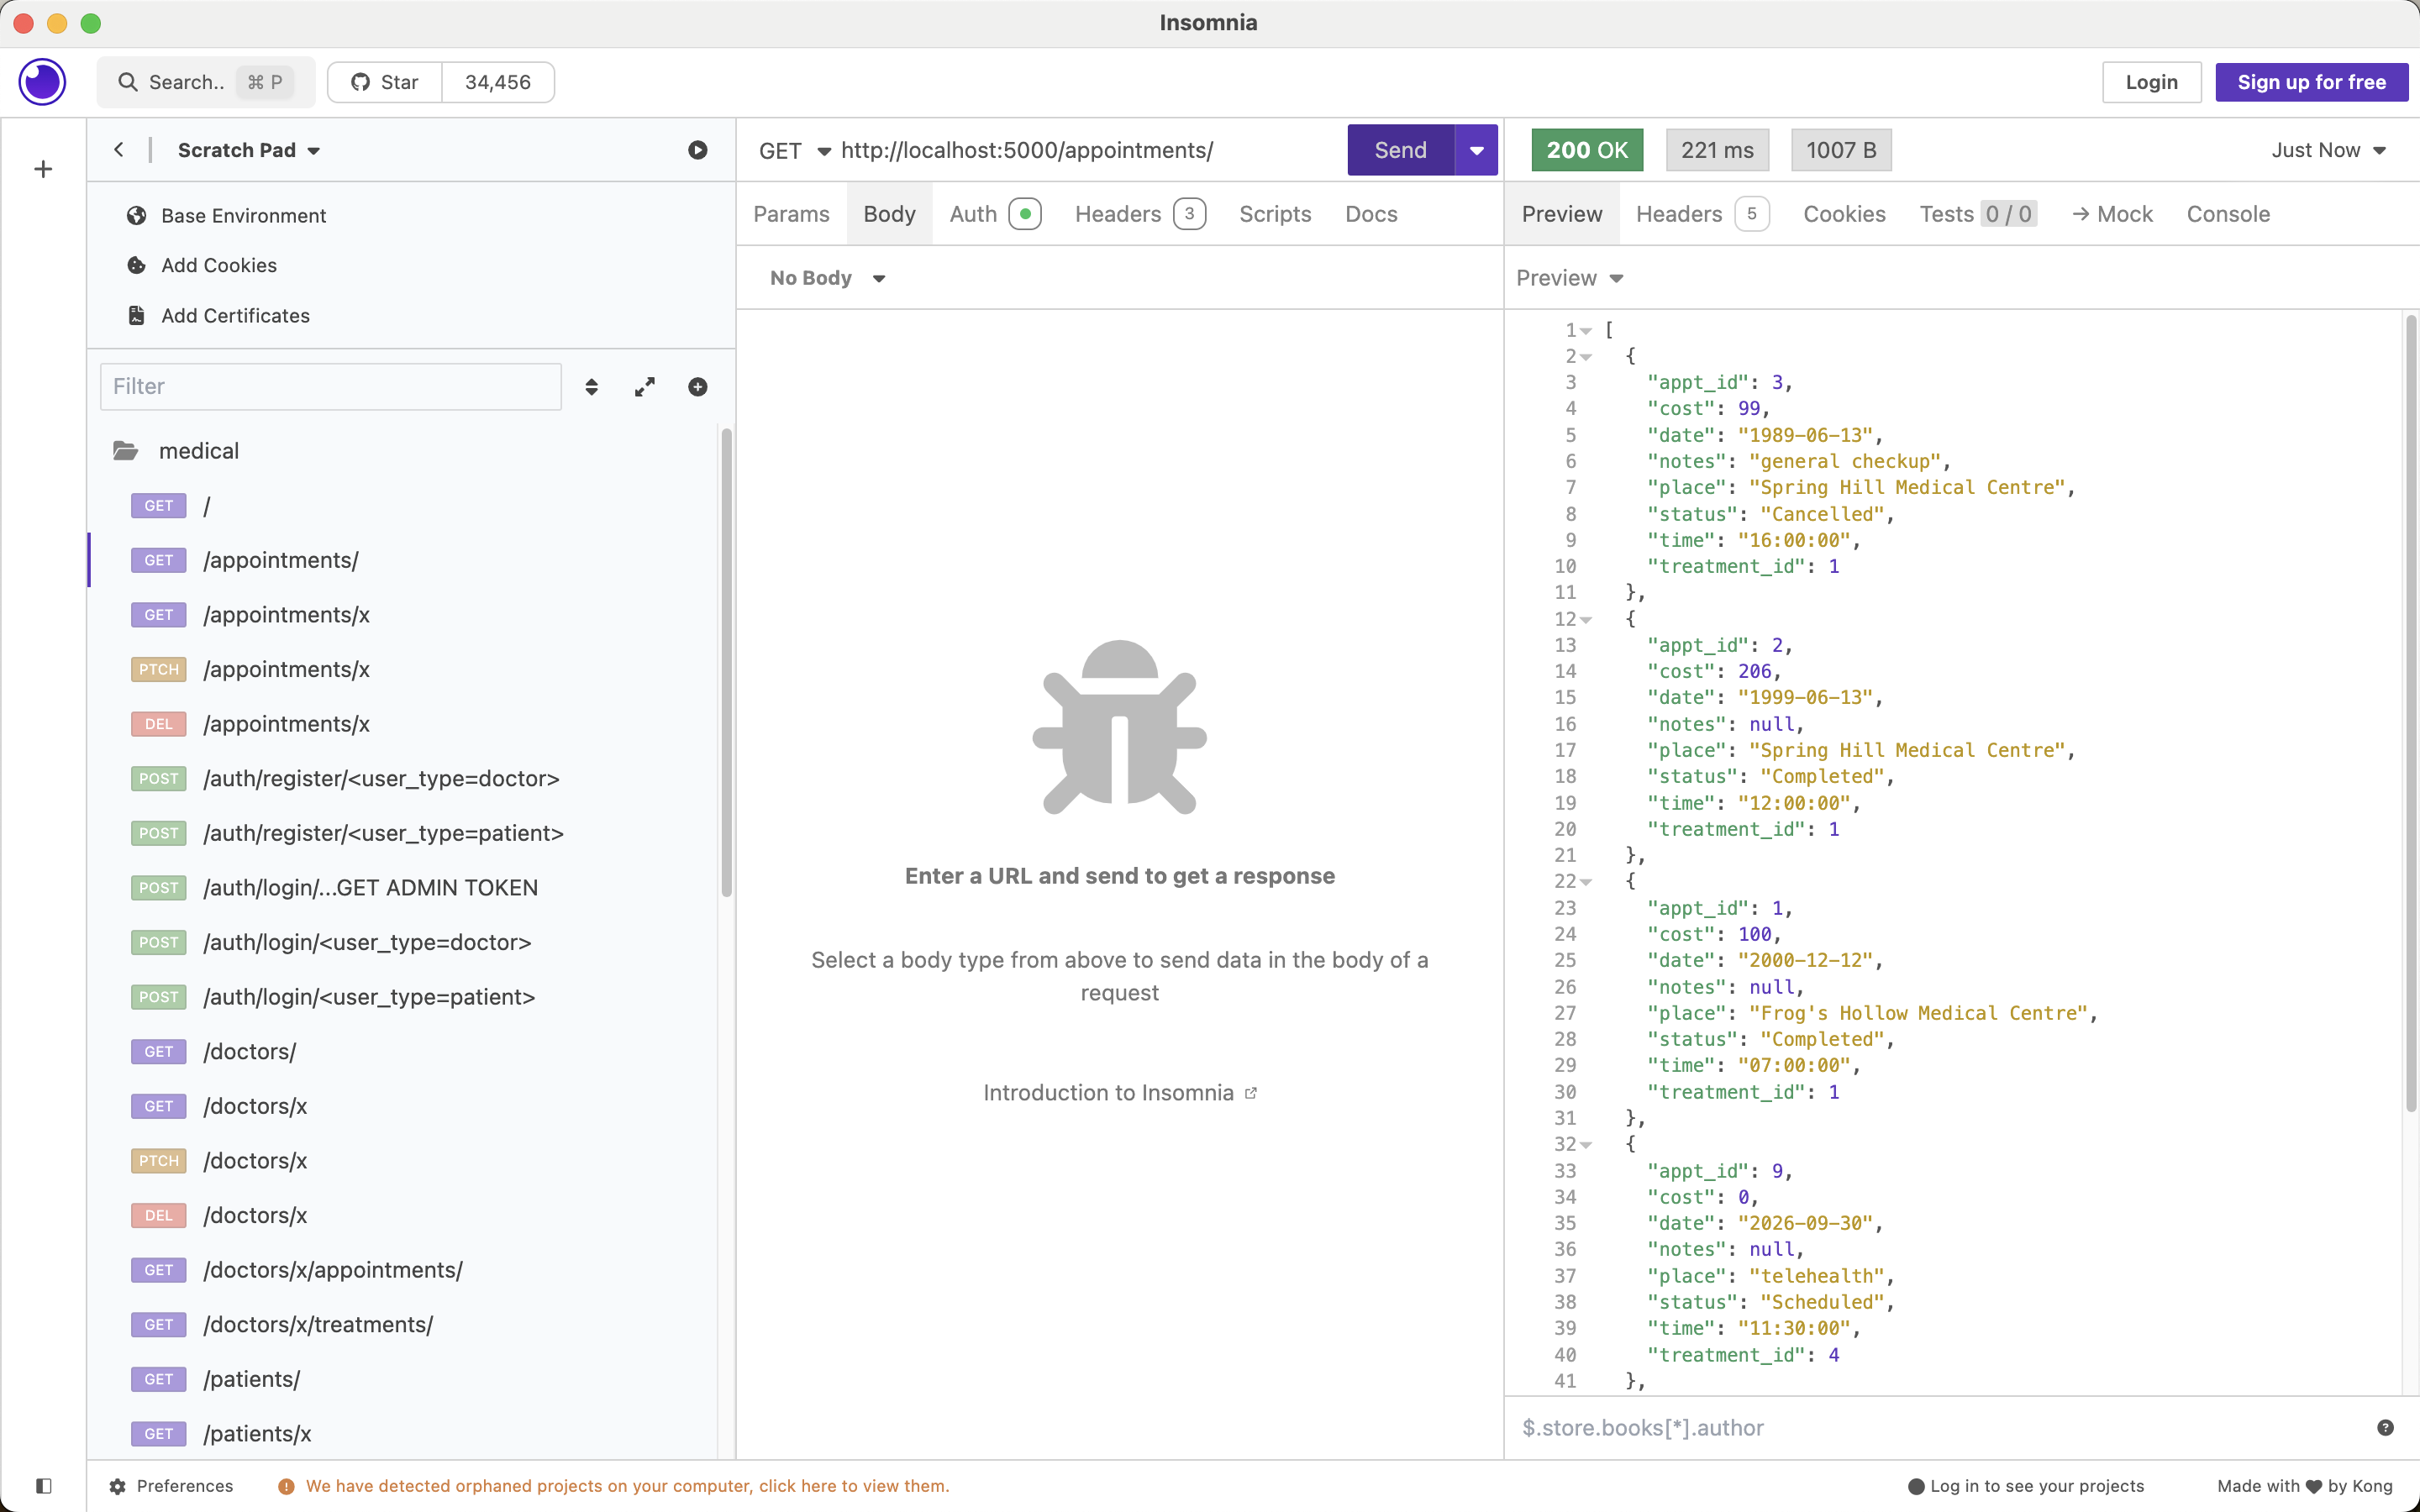 Insomnia
Search.. ⌘ P
Star 34,456
Login
Sign up for free
Scratch Pad
Base Environment
Add Cookies
Add Certificates
Filter
medical
GET /
GET /appointments/
GET /appointments/x
PTCH /appointments/x
DEL /appointments/x
POST /auth/register/<user_type=doctor>
POST /auth/register/<user_type=patient>
POST /auth/login/...GET ADMIN TOKEN
POST /auth/login/<user_type=doctor>
POST /auth/login/<user_type=patient>
GET /doctors/
GET /doctors/x
PTCH /doctors/x
DEL /doctors/x
GET /doctors/x/appointments/
GET /doctors/x/treatments/
GET /patients/
GET /patients/x
GET http://localhost:5000/appointments/ Send
Params Body Auth Headers 3 Scripts Docs
No Body
Enter a URL and send to get a response
Select a body type from above to send data in the body of a
request
Introduction to Insomnia
200 OK 221 ms 1007 B Just Now
Preview Headers 5 Cookies Tests 0 / 0 → Mock Console
Preview
1 [
2 {
3 "appt_id": 3,
4 "cost": 99,
5 "date": "1989-06-13",
6 "notes": "general checkup",
7 "place": "Spring Hill Medical Centre",
8 "status": "Cancelled",
9 "time": "16:00:00",
10 "treatment_id": 1
11 },
12 {
13 "appt_id": 2,
14 "cost": 206,
15 "date": "1999-06-13",
16 "notes": null,
17 "place": "Spring Hill Medical Centre",
18 "status": "Completed",
19 "time": "12:00:00",
20 "treatment_id": 1
21 },
22 {
23 "appt_id": 1,
24 "cost": 100,
25 "date": "2000-12-12",
26 "notes": null,
27 "place": "Frog's Hollow Medical Centre",
28 "status": "Completed",
29 "time": "07:00:00",
30 "treatment_id": 1
31 },
32 {
33 "appt_id": 9,
34 "cost": 0,
35 "date": "2026-09-30",
36 "notes": null,
37 "place": "telehealth",
38 "status": "Scheduled",
39 "time": "11:30:00",
40 "treatment_id": 4
41 },
$.store.books[*].author
Preferences
We have detected orphaned projects on your computer, click here to view them.
Log in to see your projects
Made with ♥ by Kong